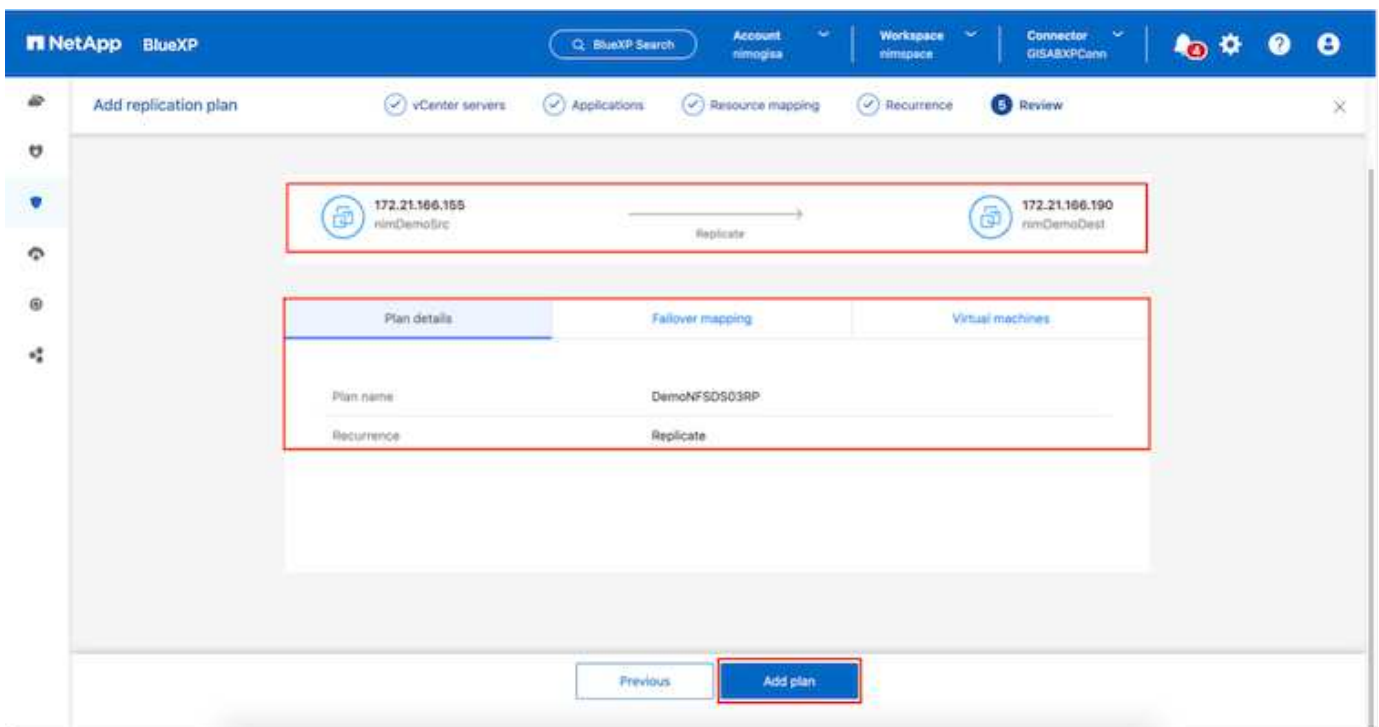 NetApp BlueXP BlueXP Search Account Workspace Connector 4
nimogisa nimspace GISABXPConn
Add replication plan vCenter servers Applications Resource mapping Recurrence 5 Review
172.21.166.155 172.21.166.190
nimDemoSrc Replicate nimDemoDest
Plan details Failover mapping Virtual machines
Plan name DemoNFSDS03RP
Recurrence Replicate
Previous Add plan